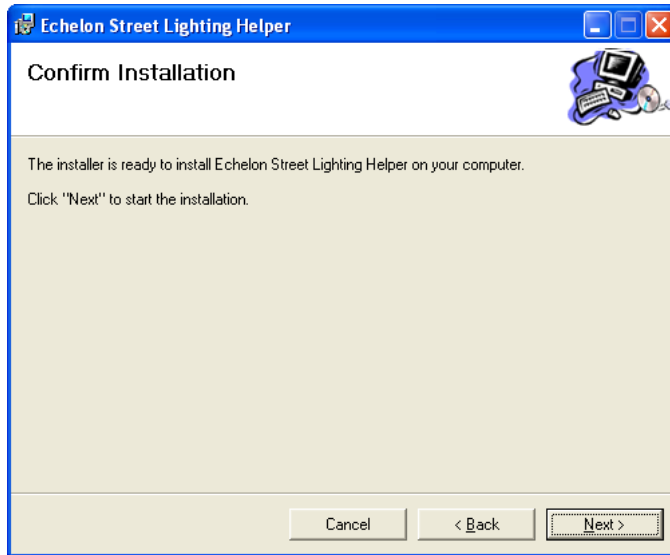 Echelon Street Lighting Helper
Confirm Installation
The installer is ready to install Echelon Street Lighting Helper on your computer.
Click "Next" to start the installation.
Cancel
< Back
Next >